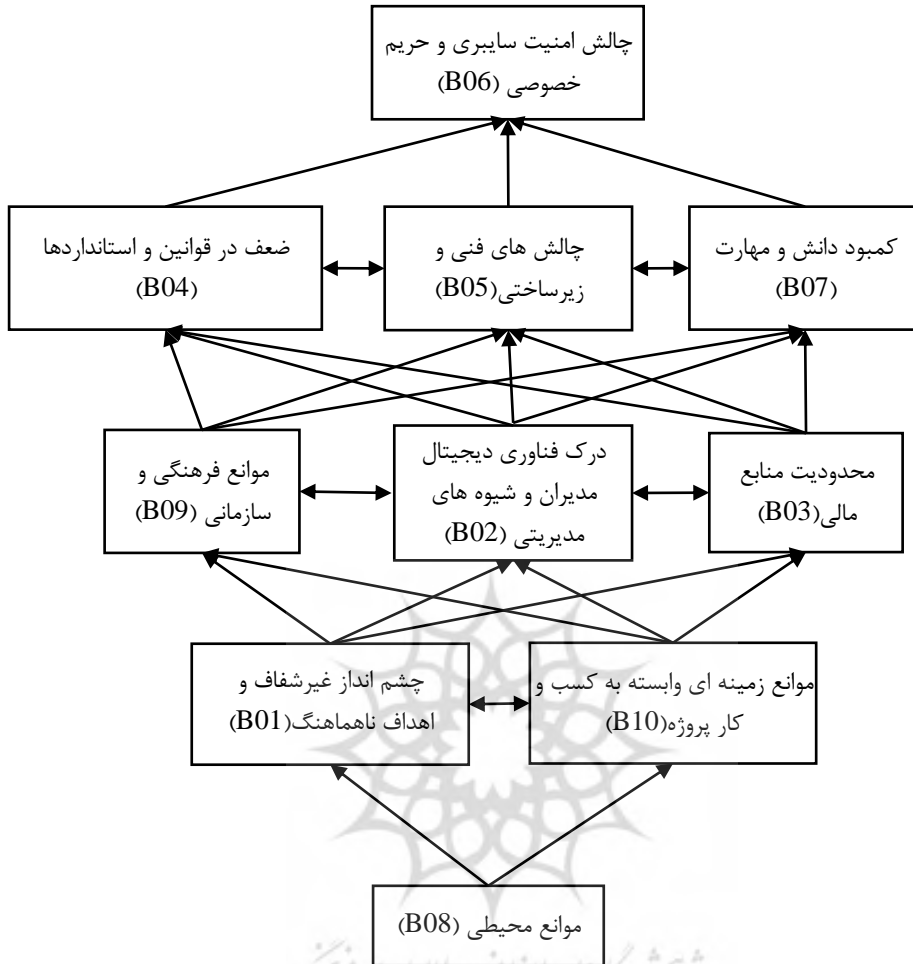 چالش امنیت سایبری و حریم
خصوصی (B06)
کمبود دانش و مهارت
(B07)
چالش های فنی و
زیرساختی(B05)
ضعف در قوانین و استانداردها
(B04)
محدودیت منابع
مالی(B03)
درک فناوری دیجیتال
مدیران و شیوه های
مدیریتی (B02)
موانع فرهنگی و
سازمانی (B09)
موانع زمینه ای وابسته به کسب و
کار پروژه(B10)
چشم انداز غیرشفاف و
اهداف ناهماهنگ(B01)
موانع محیطی (B08)